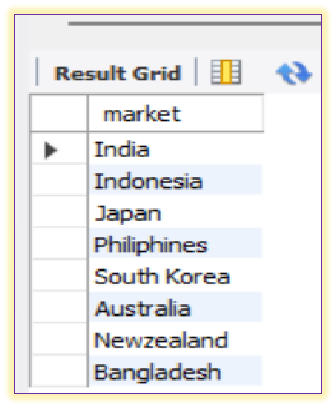 Result Grid
market
India
Indonesia
Japan
Philiphines
South Korea
Australia
Newzealand
Bangladesh